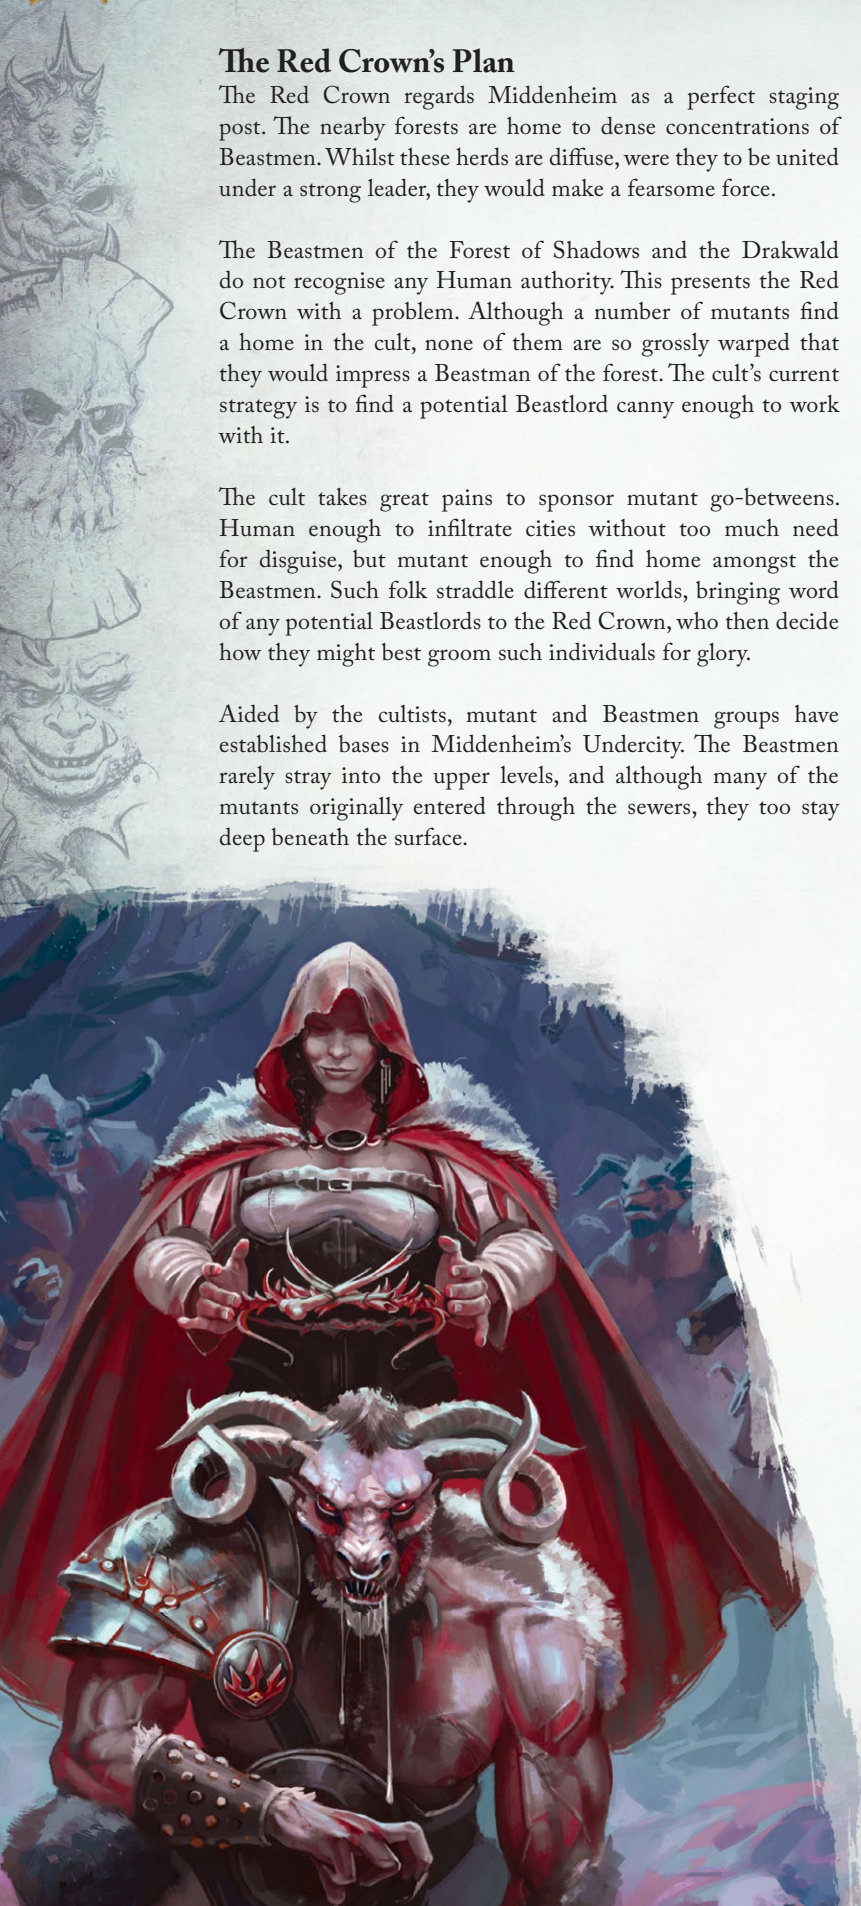 The Red Crown's Plan
The Red Crown regards Middenheim as a perfect staging
post. The nearby forests are home to dense concentrations of
Beastmen. Whilst these herds are diffuse, were they to be united
under a strong leader, they would make a fearsome force.
The Beastmen of the Forest of Shadows and the Drakwald
do not recognise any Human authority. This presents the Red
Crown with a problem. Although a number of mutants find
a home in the cult, none of them are so grossly warped that
they would impress a Beastman of the forest. The cult's current
strategy is to find a potential Beastlord canny enough to work
with it.
The cult takes great pains to sponsor mutant go-betweens.
Human enough to infiltrate cities without too much need
for disguise, but mutant enough to find home amongst the
Beastmen. Such folk straddle different worlds, bringing word
of any potential Beastlords to the Red Crown, who then decide
how they might best groom such individuals for glory.
Aided by the cultists, mutant and Beastmen groups have
established bases in Middenheim's Undercity. The Beastmen
rarely stray into the upper levels, and although many of the
mutants originally entered through the sewers, they too stay
deep beneath the surface.